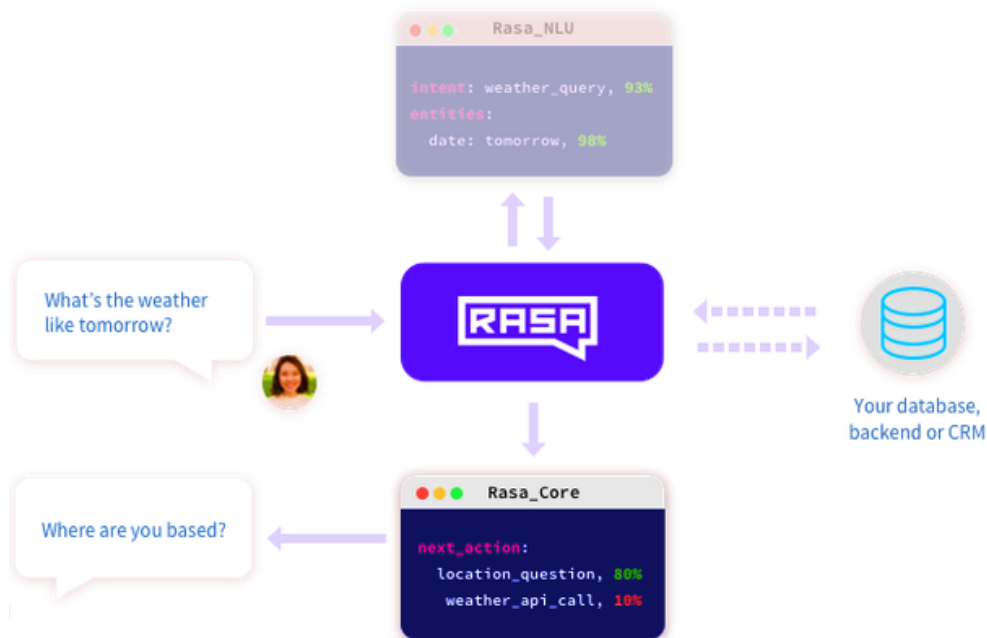 Rasa_NLU
intent: weather_query, 93%
entities:
date: tomorrow, 98%
What's the weather
like tomorrow?
RASA
Your database,
backend or CRM
Rasa_Core
Where are you based?
next_action:
location_question, 80%
weather_api_call, 10%